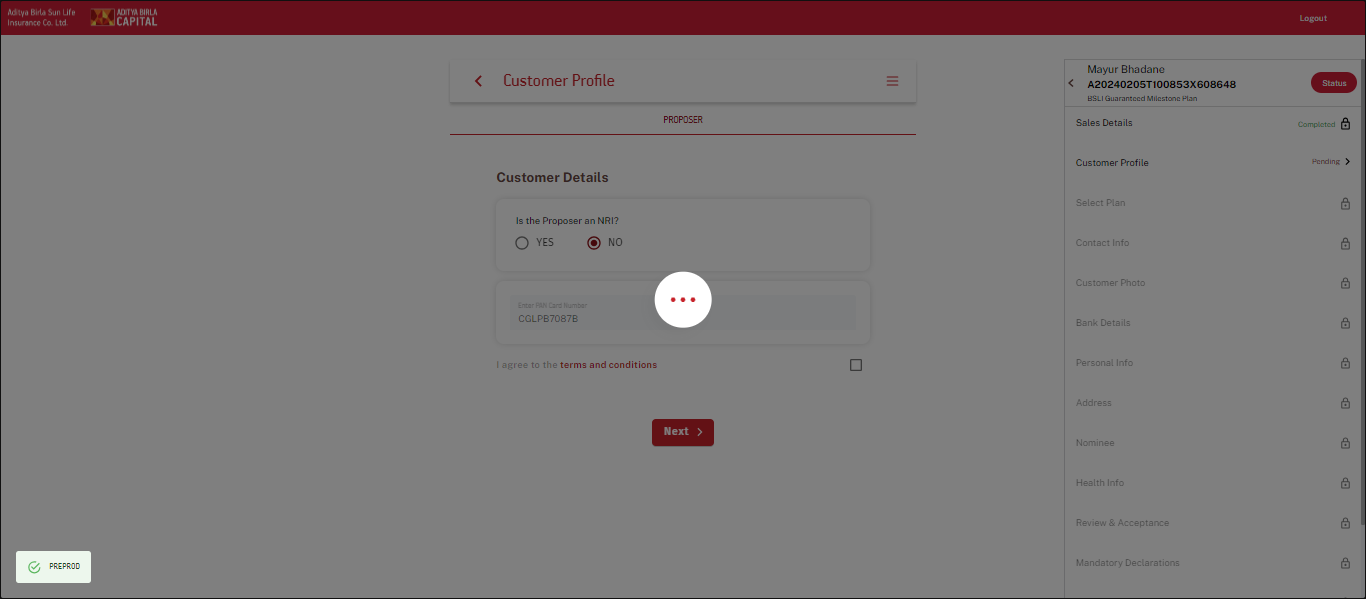 Aditya Birla Sun Life
Insurance Co. Ltd.
ADITYA BIRLA
CAPITAL
Logout
Customer Profile
PROPOSER
Customer Details
Is the Proposer an NRI?
YES
NO
Enter PAN Card Number
CGLPB7087B
I agree to the terms and conditions
Next
PREPROD
Mayur Bhadane
A20240205T100853X608648
BSLI Guaranteed Milestone Plan
Status
Sales Details
Completed
Customer Profile
Pending
Select Plan
Contact Info
Customer Photo
Bank Details
Personal Info
Address
Nominee
Health Info
Review & Acceptance
Mandatory Declarations